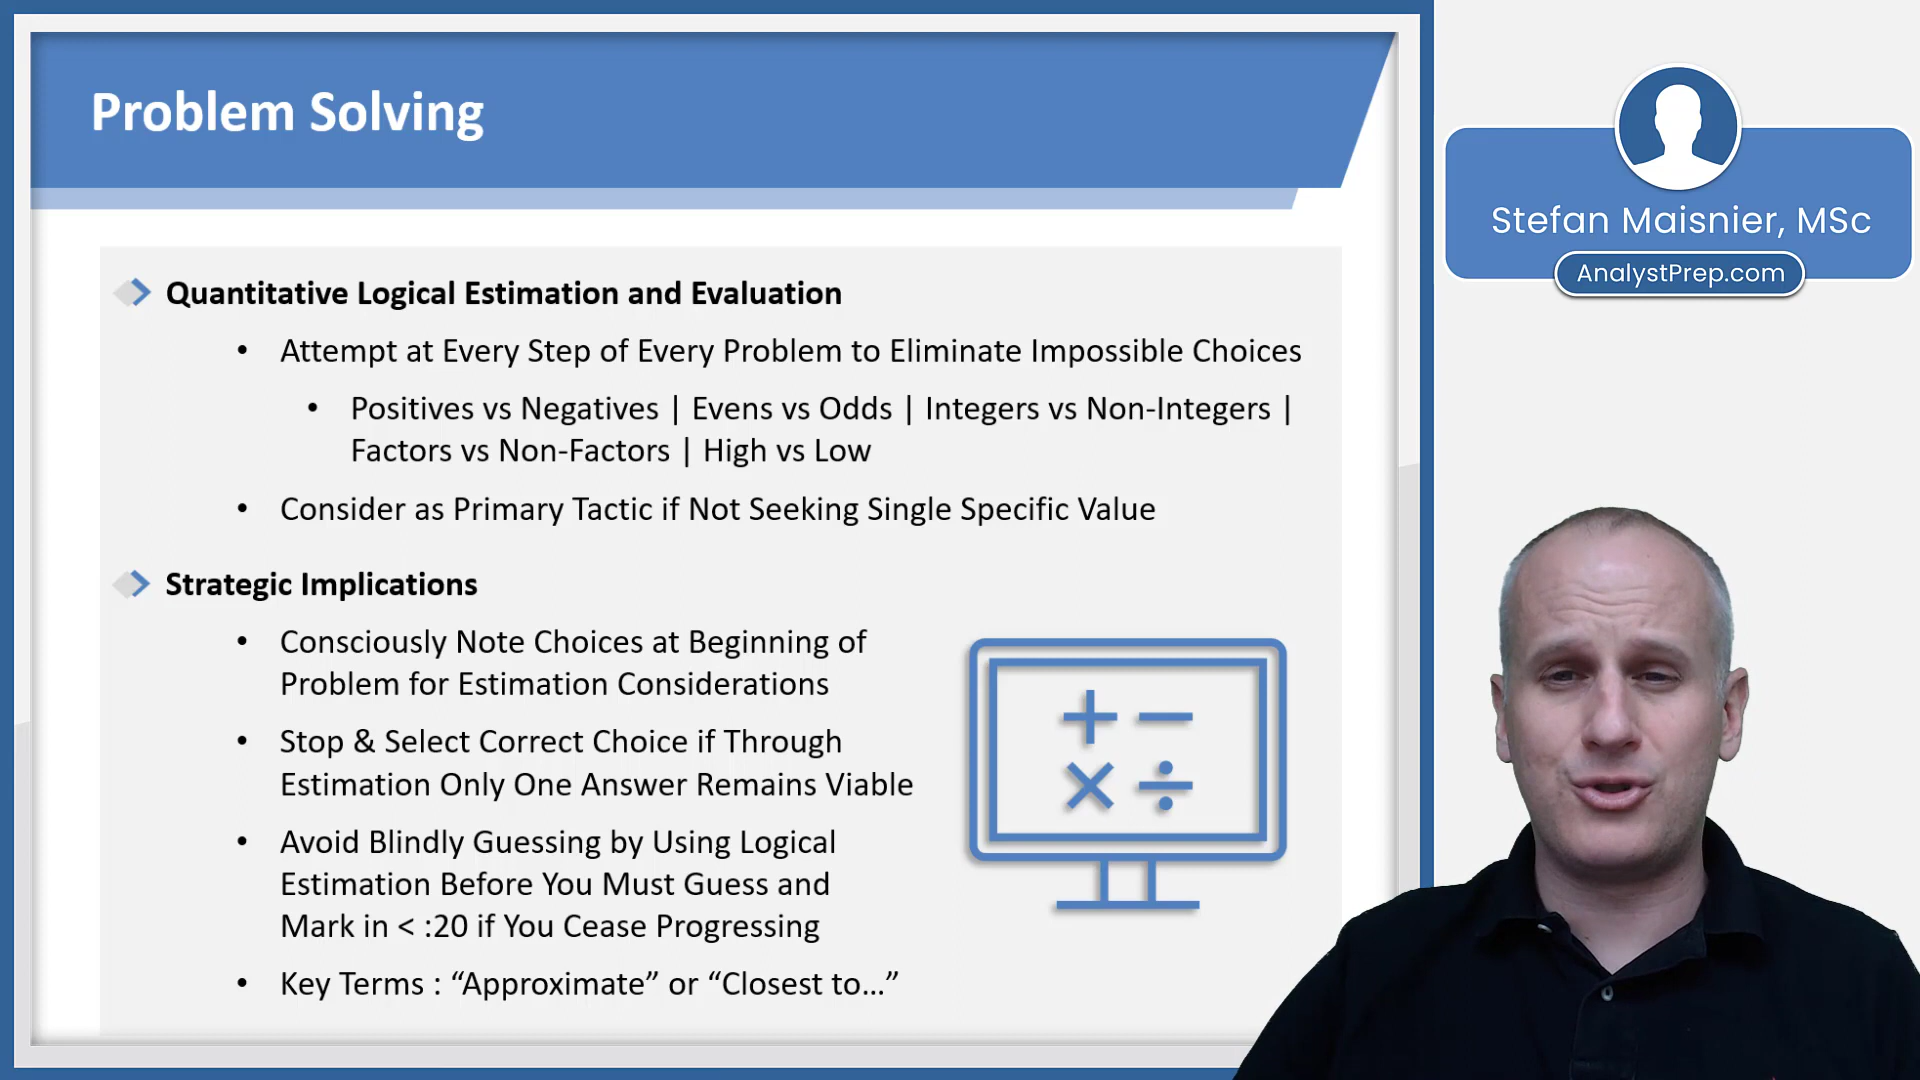 Problem Solving
Quantitative Logical Estimation and Evaluation
• Attempt at Every Step of Every Problem to Eliminate Impossible Choices
• Positives vs Negatives | Evens vs Odds | Integers vs Non-Integers |
Factors vs Non-Factors | High vs Low
• Consider as Primary Tactic if Not Seeking Single Specific Value
Strategic Implications
• Consciously Note Choices at Beginning of
Problem for Estimation Considerations
• Stop & Select Correct Choice if Through
Estimation Only One Answer Remains Viable
• Avoid Blindly Guessing by Using Logical
Estimation Before You Must Guess and
Mark in < :20 if You Cease Progressing
• Key Terms : “Approximate” or “Closest to…”
+ −
× ÷
Stefan Maisnier, MSc
AnalystPrep.com